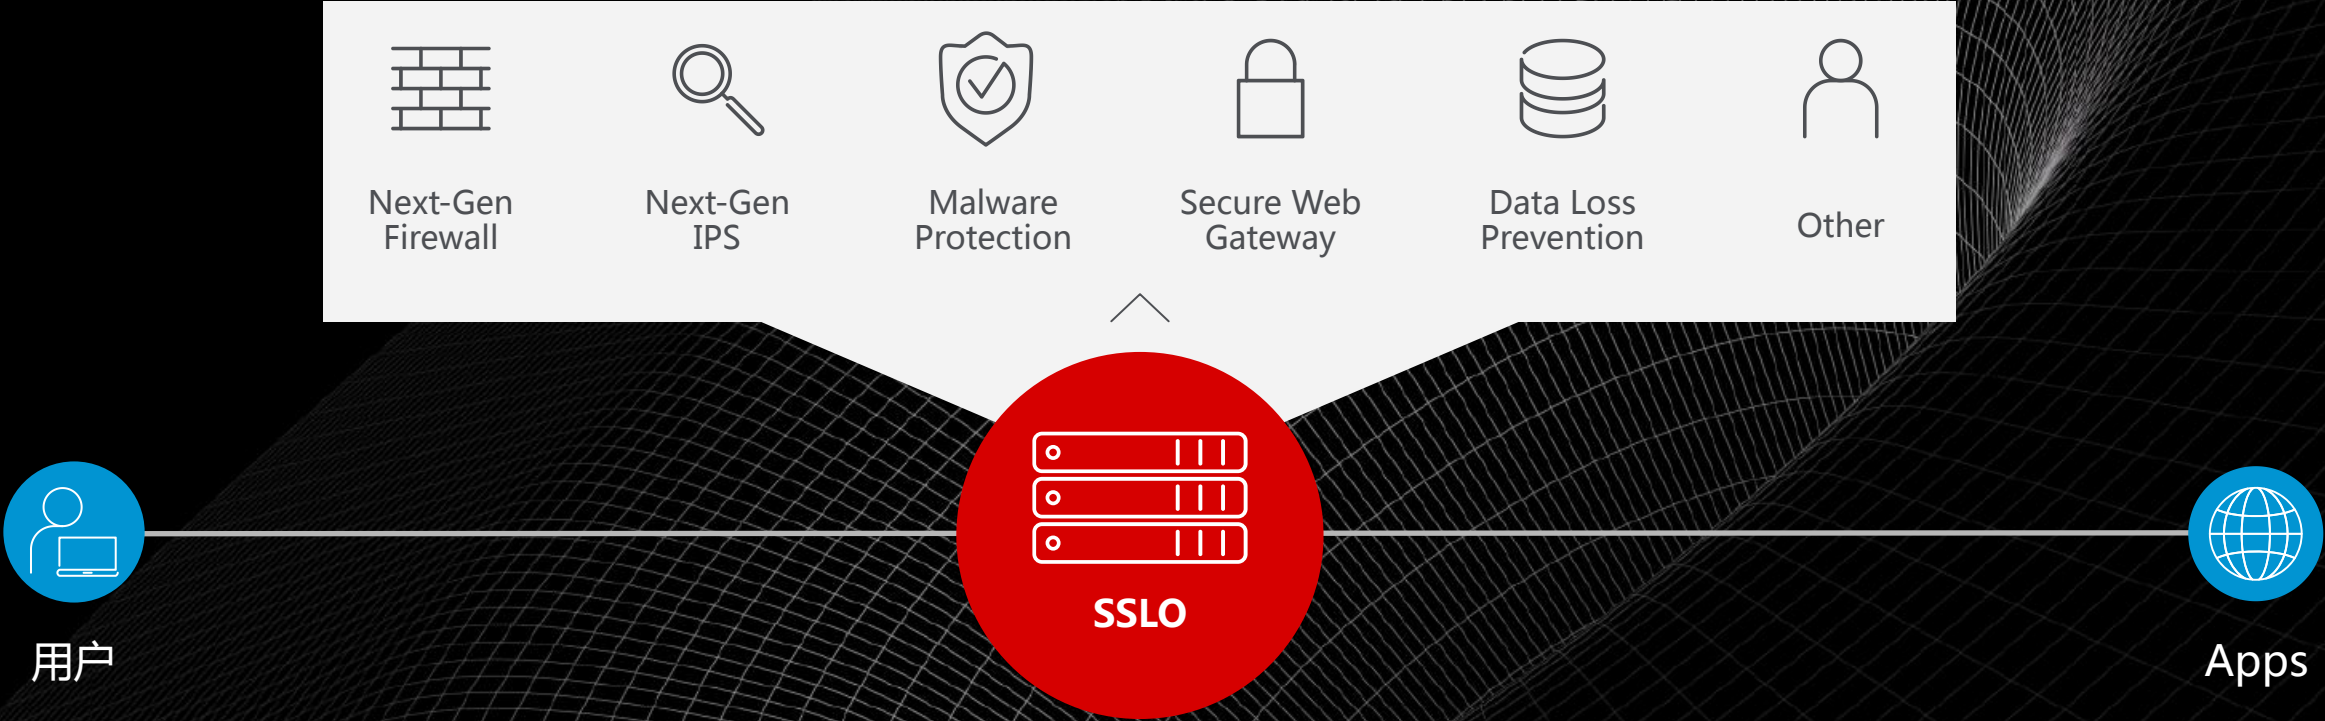 Next-Gen
Firewall
Next-Gen
IPS
Malware
Protection
Secure Web
Gateway
Data Loss
Prevention
Other
SSLO
用户
Apps